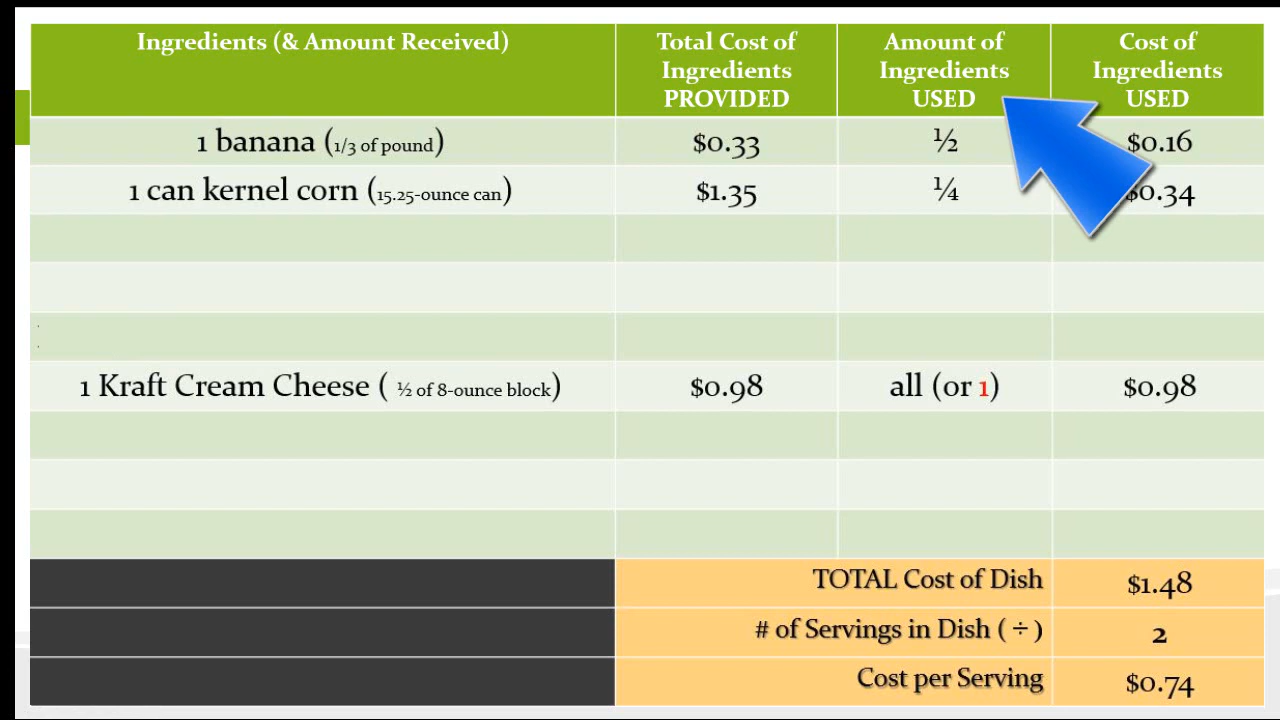 Ingredients (& Amount Received) Total Cost of Ingredients PROVIDED Amount of Ingredients USED Cost of Ingredients USED
1 banana (1/3 of pound) $0.33 ½ $0.16
1 can kernel corn (15.25-ounce can) $1.35 ¼ $0.34
1 Kraft Cream Cheese ( ½ of 8-ounce block) $0.98 all (or 1) $0.98
TOTAL Cost of Dish $1.48
# of Servings in Dish ( ÷ ) 2
Cost per Serving $0.74